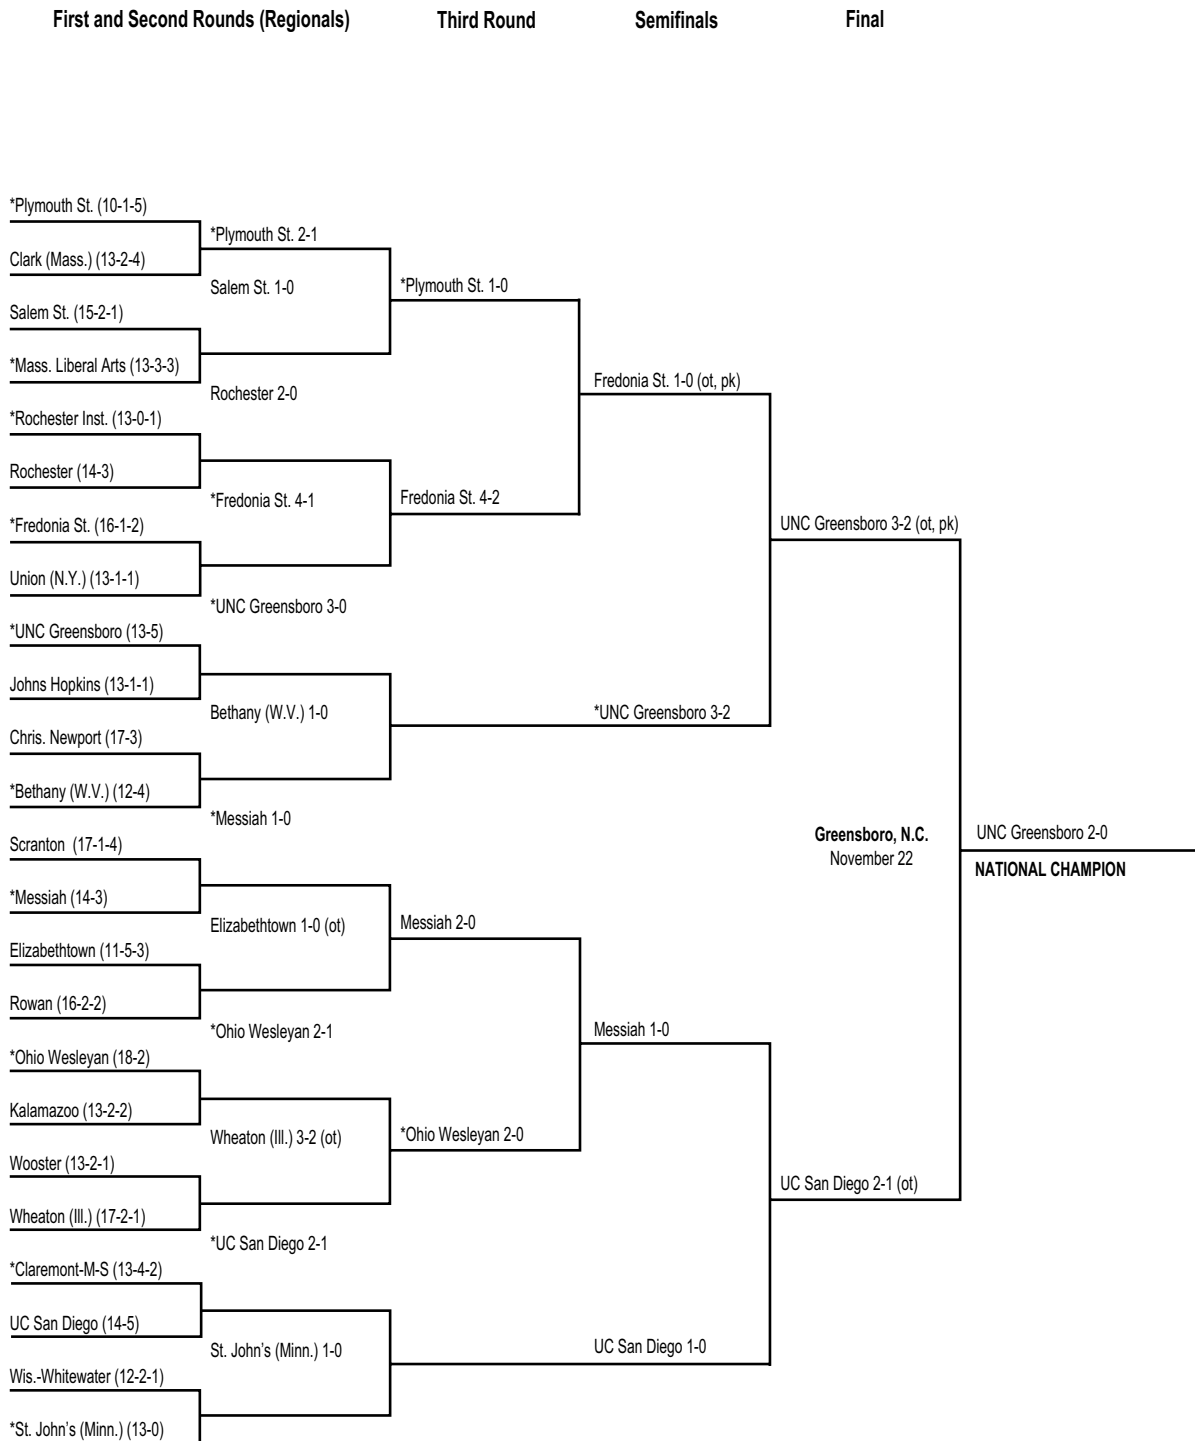 First and Second Rounds (Regionals) Third Round Semifinals Final
*Plymouth St. (10-1-5)
*Plymouth St. 2-1
Clark (Mass.) (13-2-4)
Salem St. 1-0
*Plymouth St. 1-0
Salem St. (15-2-1)
*Mass. Liberal Arts (13-3-3)
Fredonia St. 1-0 (ot, pk)
Rochester 2-0
*Rochester Inst. (13-0-1)
Rochester (14-3)
*Fredonia St. 4-1
Fredonia St. 4-2
*Fredonia St. (16-1-2)
UNC Greensboro 3-2 (ot, pk)
Union (N.Y.) (13-1-1)
*UNC Greensboro 3-0
*UNC Greensboro (13-5)
Johns Hopkins (13-1-1)
Bethany (W.V.) 1-0
*UNC Greensboro 3-2
Chris. Newport (17-3)
*Bethany (W.V.) (12-4)
*Messiah 1-0
Greensboro, N.C.
UNC Greensboro 2-0
Scranton (17-1-4)
November 22
NATIONAL CHAMPION
*Messiah (14-3)
Elizabethtown 1-0 (ot)
Messiah 2-0
Elizabethtown (11-5-3)
Rowan (16-2-2)
*Ohio Wesleyan 2-1
Messiah 1-0
*Ohio Wesleyan (18-2)
Kalamazoo (13-2-2)
Wheaton (Ill.) 3-2 (ot)
*Ohio Wesleyan 2-0
Wooster (13-2-1)
UC San Diego 2-1 (ot)
Wheaton (Ill.) (17-2-1)
*UC San Diego 2-1
*Claremont-M-S (13-4-2)
UC San Diego (14-5)
St. John's (Minn.) 1-0
UC San Diego 1-0
Wis.-Whitewater (12-2-1)
*St. John's (Minn.) (13-0)